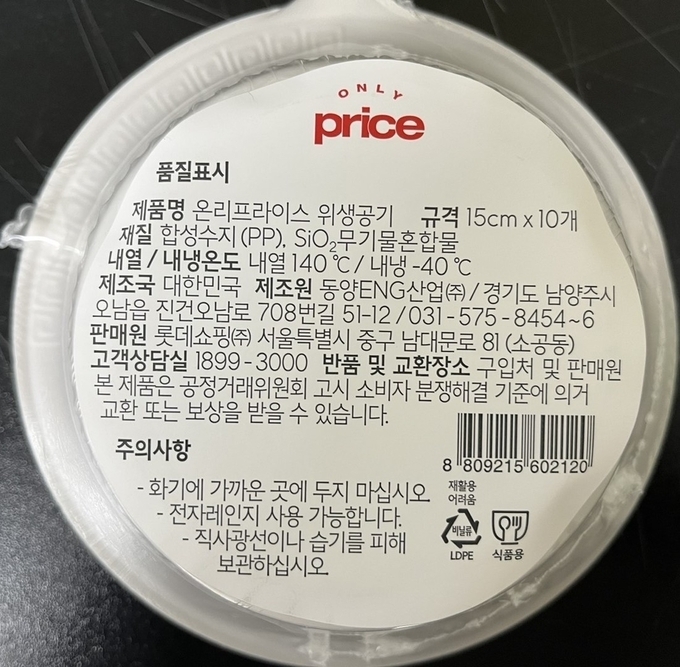 ONLY
price
품질표시
제품명 온리프라이스 위생공기 규격 15cm x 10개
재질 합성수지(PP), SiO₂무기물혼합물
내열 / 내냉온도 내열 140℃ / 내냉 -40℃
제조국 대한민국 제조원 동양ENG산업㈜ / 경기도 남양주시
오남읍 진건오남로 708번길 51-12 / 031-575-8454~6
판매원 롯데쇼핑㈜ 서울특별시 중구 남대문로 81 (소공동)
고객상담실 1899-3000 반품 및 교환장소 구입처 및 판매원
본 제품은 공정거래위원회 고시 소비자 분쟁해결 기준에 의거
교환 또는 보상을 받을 수 있습니다.
8 809215 602120
주의사항
- 화기에 가까운 곳에 두지 마십시오
- 전자레인지 사용 가능합니다.
- 직사광선이나 습기를 피해
보관하십시오
재활용
어려움
비닐류
LDPE
식품용